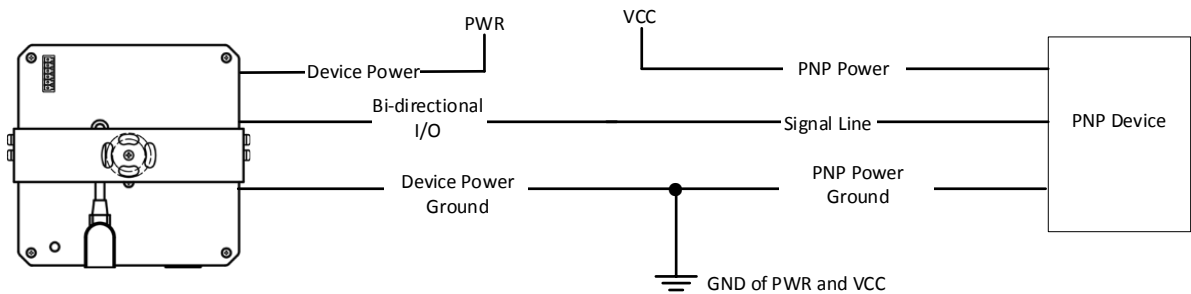 PWR
VCC
Device Power
PNP Power
Bi-directional
I/O
Signal Line
PNP Device
Device Power
Ground
PNP Power
Ground
GND of PWR and VCC